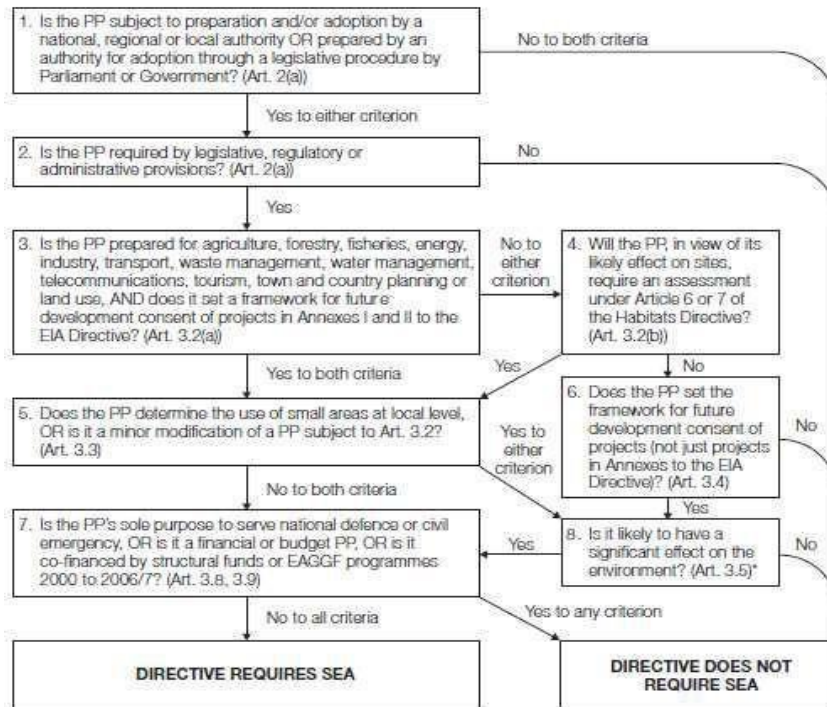 1. Is the PP subject to preparation and/or adoption by a
national, regional or local authority OR prepared by an
authority for adoption through a legislative procedure by
Parliament or Government? (Art. 2(a))
No to both criteria
Yes to either criterion
2. Is the PP required by legislative, regulatory or
administrative provisions? (Art. 2(a))
No
Yes
3. Is the PP prepared for agriculture, forestry, fisheries, energy,
industry, transport, waste management, water management,
telecommunications, tourism, town and country planning or
land use, AND does it set a framework for future
development consent of projects in Annexes I and II to the
EIA Directive? (Art. 3.2(a))
No to
either
criterion
4. Will the PP, in view of its
likely effect on sites,
require an assessment
under Article 6 or 7 of
the Habitats Directive?
(Art. 3.2(b))
Yes to both criteria
Yes
No
5. Does the PP determine the use of small areas at local level,
OR is it a minor modification of a PP subject to Art. 3.2?
(Art. 3.3)
Yes to
either
criterion
6. Does the PP set the
framework for future
development consent of
projects (not just projects
in Annexes to the EIA
Directive)? (Art. 3.4)
No
No to both criteria
Yes
7. Is the PP's sole purpose to serve national defence or civil
emergency, OR is it a financial or budget PP, OR is it
co-financed by structural funds or EAGGF programmes
2000 to 2006/7? (Art. 3.8, 3.9)
Yes
8. Is it likely to have a
significant effect on the
environment? (Art. 3.5)*
No
No to all criteria
Yes to any criterion
DIRECTIVE REQUIRES SEA
DIRECTIVE DOES NOT
REQUIRE SEA